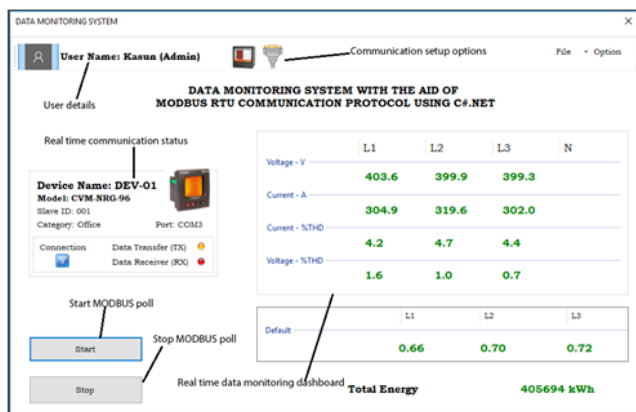 DATA MONITORING SYSTEM
User Name: Kasun (Admin)
Communication setup options
File
Option
User details
DATA MONITORING SYSTEM WITH THE AID OF
MODBUS RTU COMMUNICATION PROTOCOL USING C#.NET
Real time communication status
Device Name: DEV-01
Model: CVM-NRG-96
Slave ID: 001
Category: Office Port: COM3
Connection Data Transfer (TX)
Data Receiver (RX)
L1 L2 L3 N
Voltage - V
403.6 399.9 399.3
Current - A
304.9 319.6 302.0
Current - %THD
4.2 4.7 4.4
Voltage - %THD
1.6 1.0 0.7
Start MODBUS poll
Start
Stop MODBUS poll
Stop
L1 L2 L3
Default
0.66 0.70 0.72
Real time data monitoring dashboard
Total Energy 405694 kWh